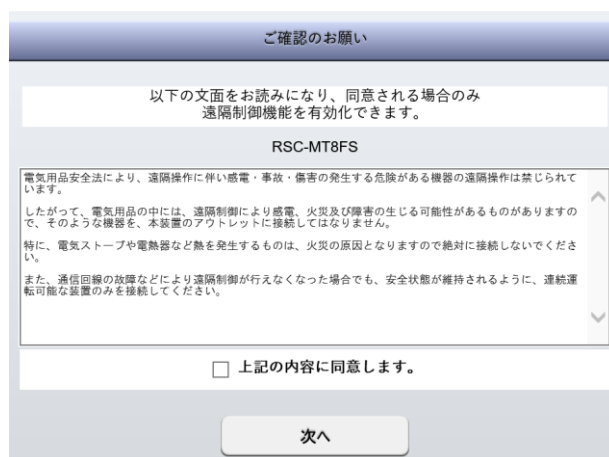 ご確認のお願い
以下の文面をお読みになり、同意される場合のみ
遠隔制御機能を有効化できます。
RSC-MT8FS
電気用品安全法により、遠隔操作に伴い感電・事故・傷害の発生する危険がある機器の遠隔操作は禁じられて
います。
したがって、電気用品の中には、遠隔制御により感電、火災及び障害の生じる可能性があるものがありますの
で、そのような機器を、本装置のアウトレットに接続してはなりません。
特に、電気ストーブや電熱器など熱を発生するものは、火災の原因となりますので絶対に接続しないでくださ
い。
また、通信回線の故障などにより遠隔制御が行えなくなった場合でも、安全状態が維持されるように、連続運
転可能な装置のみを接続してください。
上記の内容に同意します。
次へ